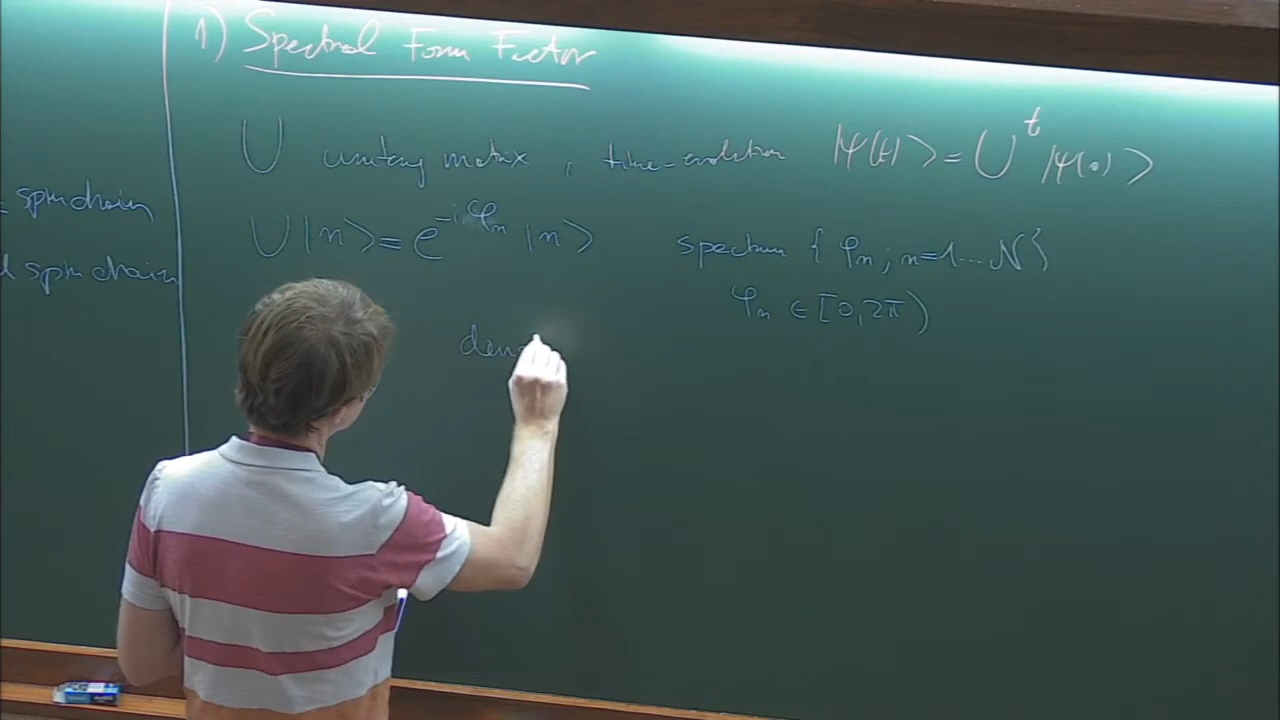 1) Spectral Form Factor
U unitary matrix, time-evolution |ψ(t)> = U^t |ψ(0)>
spin chain
U|n> = e^{-iφ_n} |n> spectrum { φ_n ; n=1...N }
spin chain
φ_n ∈ [0, 2π)
den